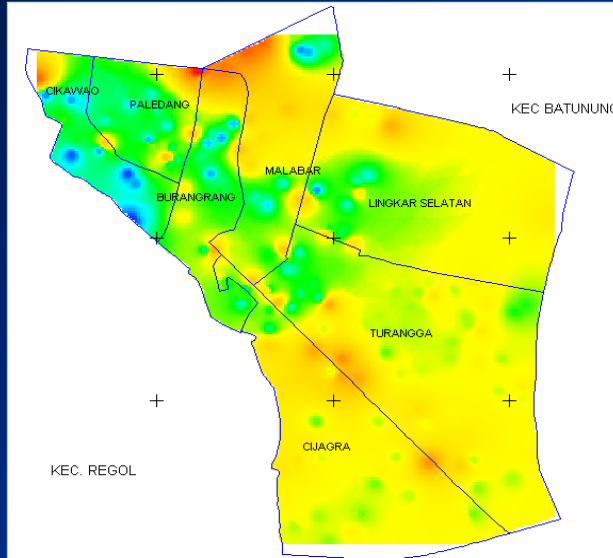 CIKAWAO
PALEDANG
KEC BATUNUNG
MALABAR
BURANGRANG
LINGKAR SELATAN
TURANGGA
CIJAGRA
KEC. REGOL